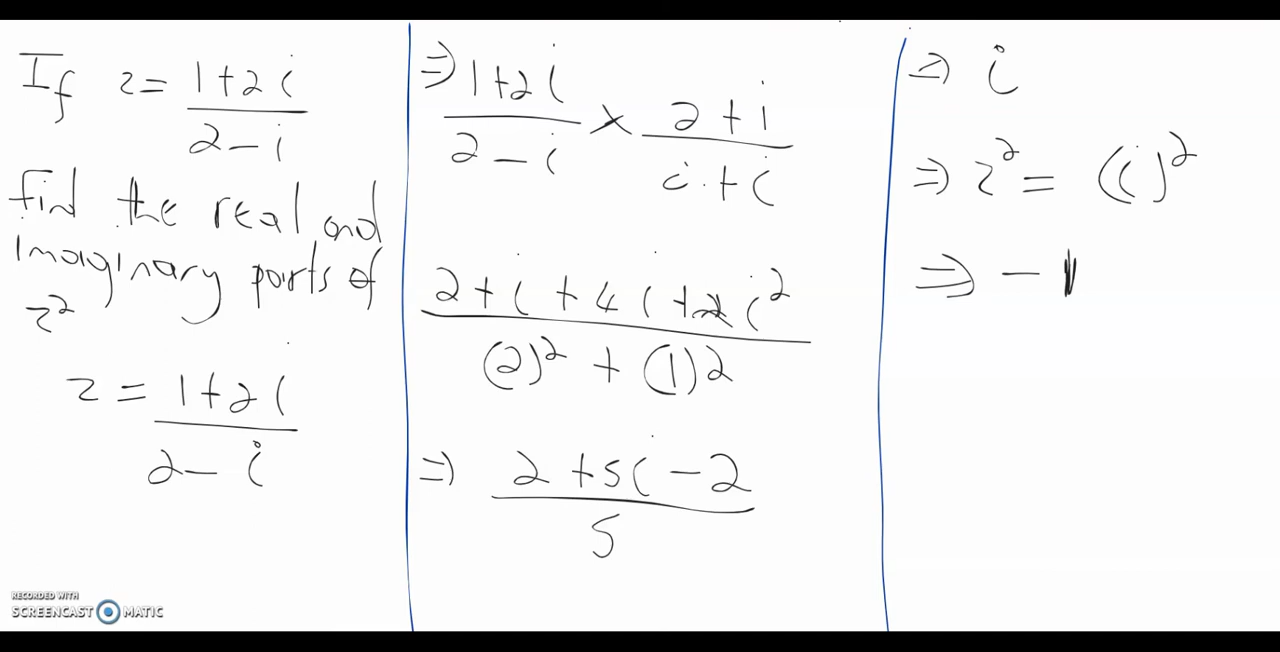 If z = (1+2i)/(2-i)
find the real and
imaginary parts of
z²
z = (1+2i)/(2-i)
⇒ (1+2i)/(2-i) × (2+i)/(i+i)
(2+i+4i+2i²)/((2)²+(1)2)
⇒ (2+5i-2)/5
⇒ i
⇒ z² = (i)²
⇒ -1
RECORDED WITH
SCREENCAST MATIC